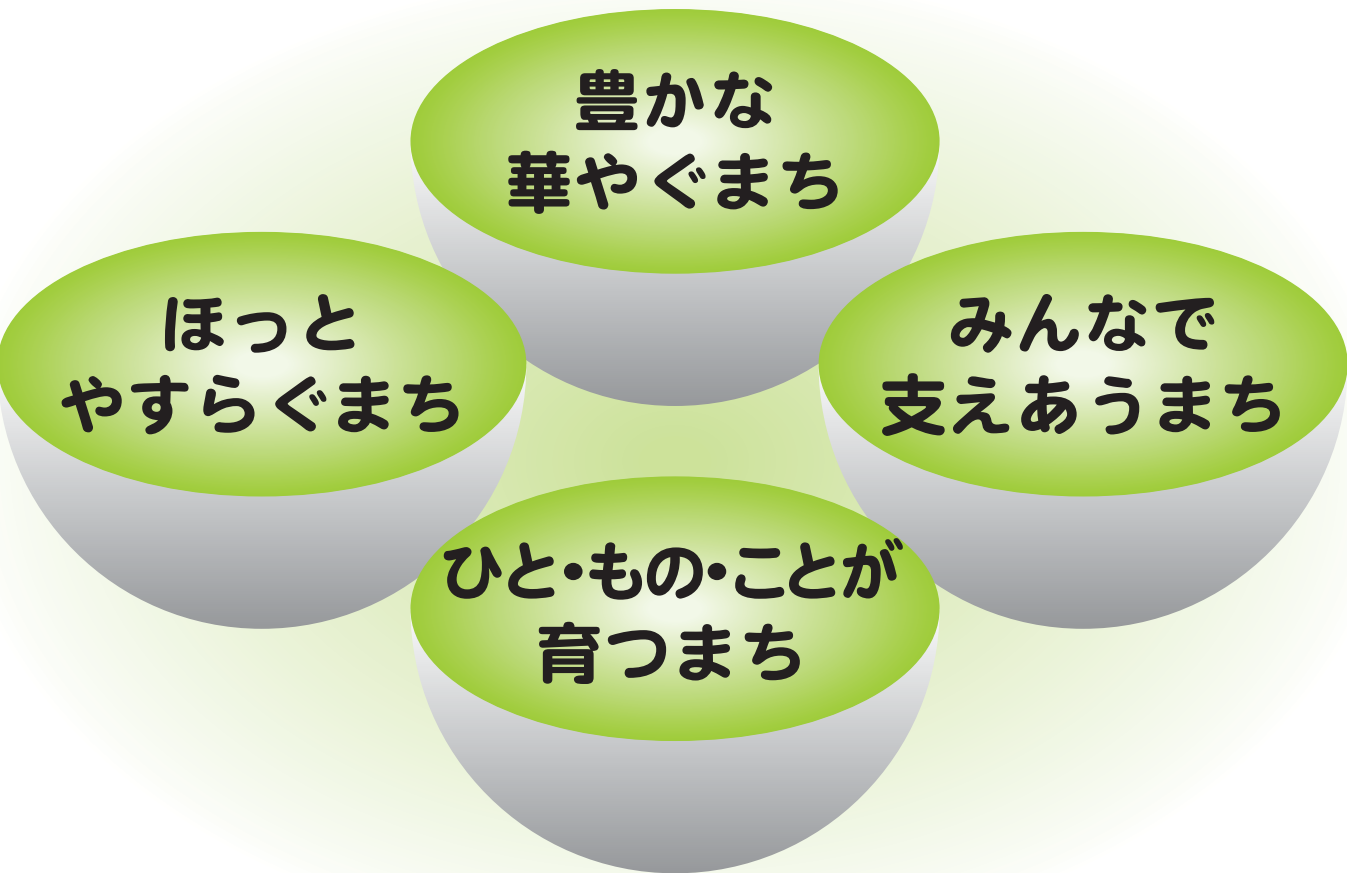 豊かな
華やぐまち
ほっと
やすらぐまち
みんなで
支えあうまち
ひと・もの・ことが
育つまち